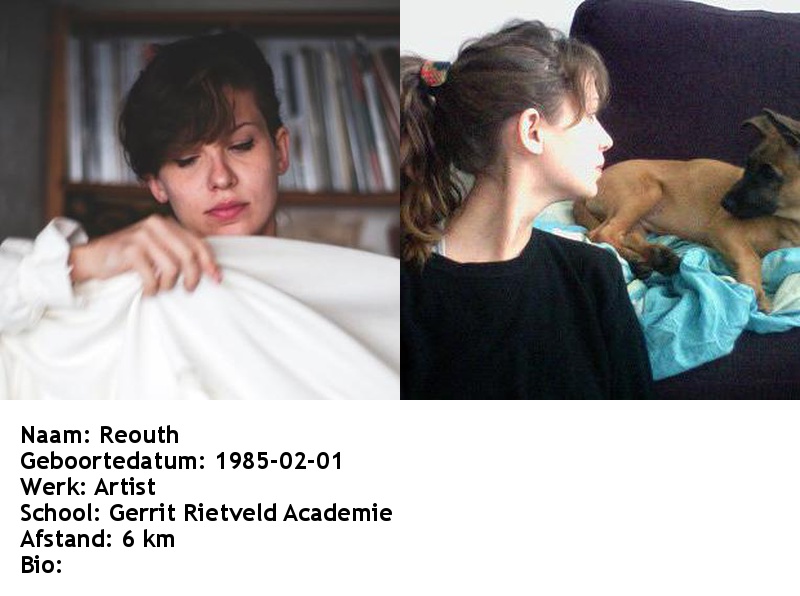 Naam: Reouth
Geboortedatum: 1985-02-01
Werk: Artist
School: Gerrit Rietveld Academie
Afstand: 6 km
Bio: